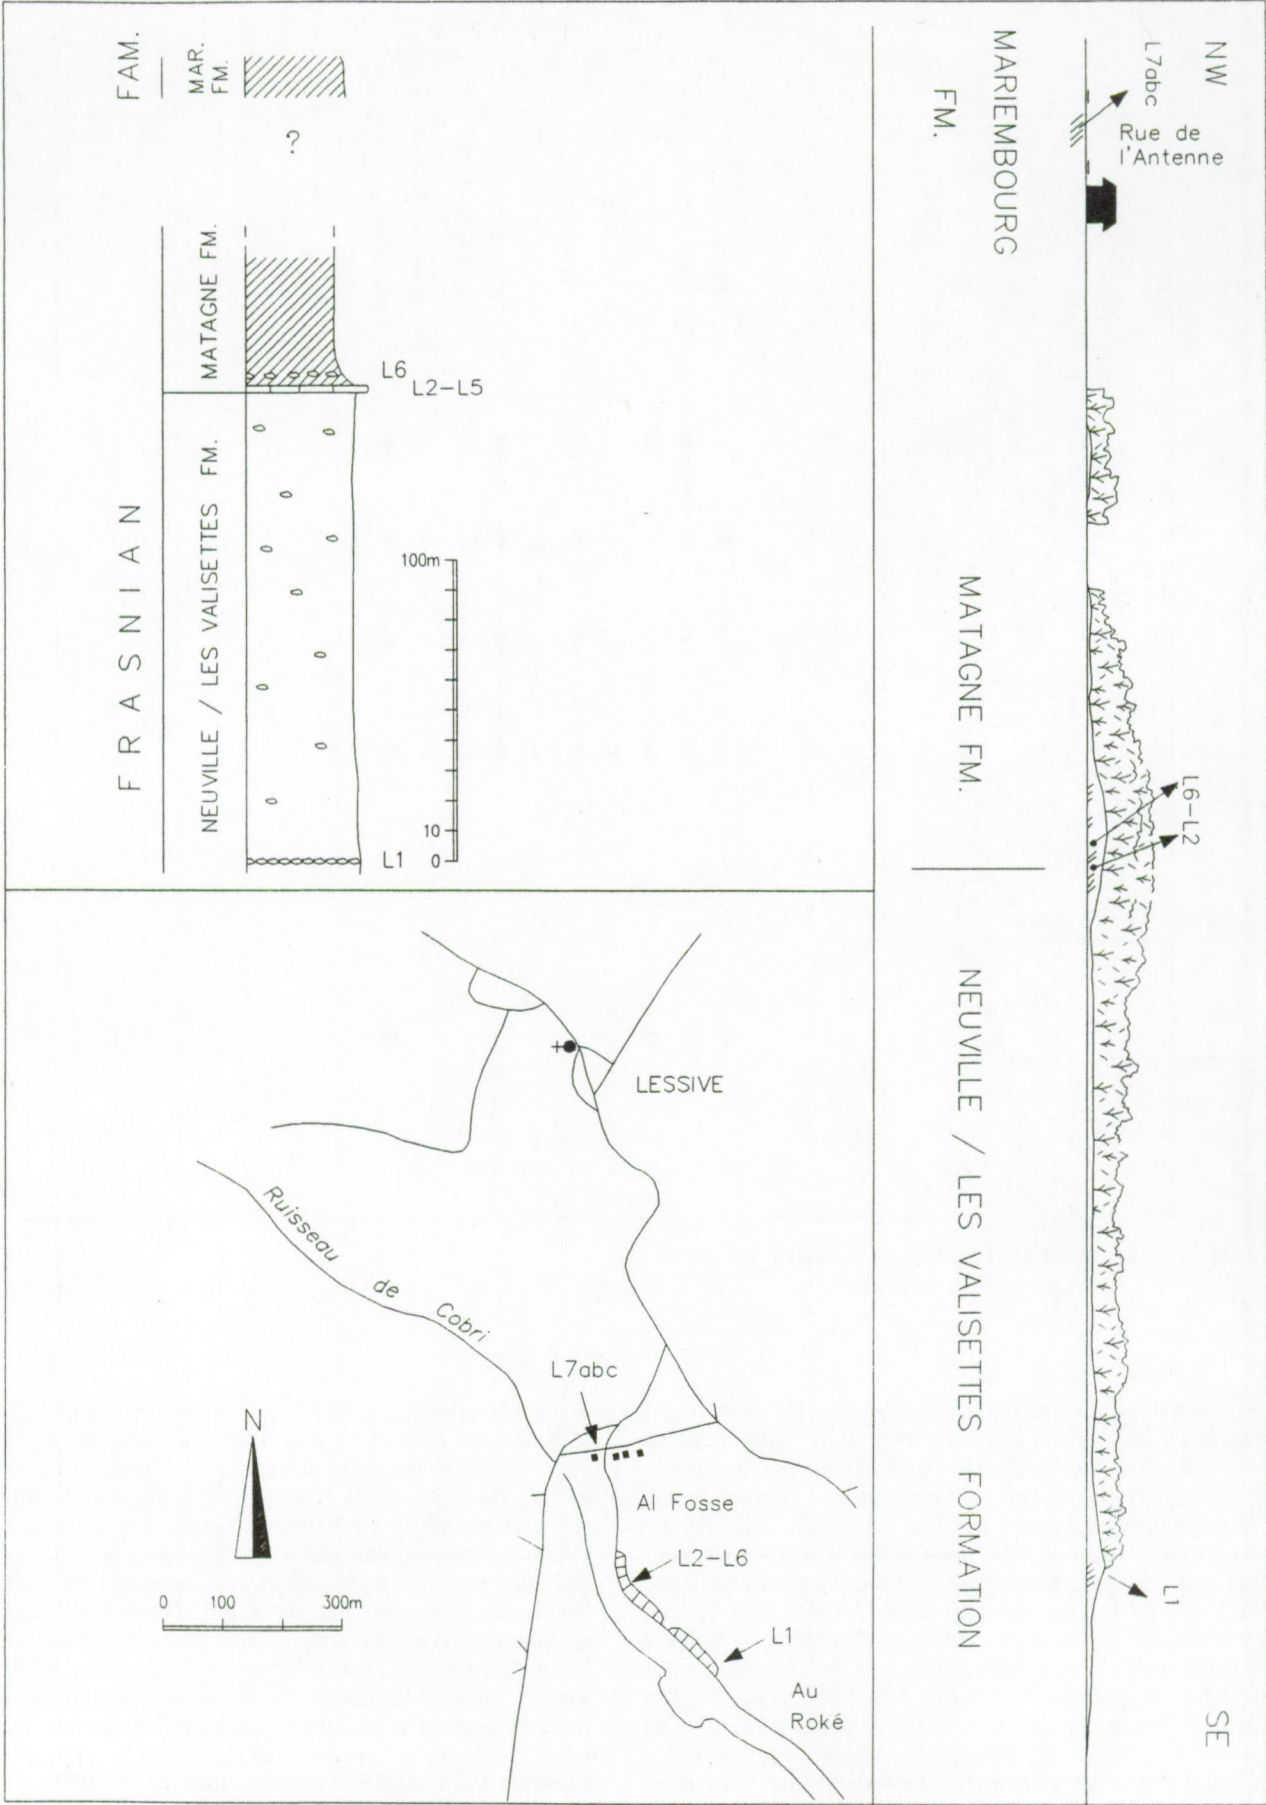 NW
L7abc
Rue de
l'Antenne
L6-L2
L1
SE
MARIEMBOURG
FM.
MATAGNE FM.
NEUVILLE / LES VALISETTES FORMATION
FAM.
MAR.
FM.
?
FRASNIAN
MATAGNE FM.
NEUVILLE / LES VALISETTES FM.
L6
L2-L5
L1
100m
10
0
LESSIVE
Ruisseau de Cobri
L7abc
Al Fosse
L2-L6
L1
Au
Roké
N
0 100 300m